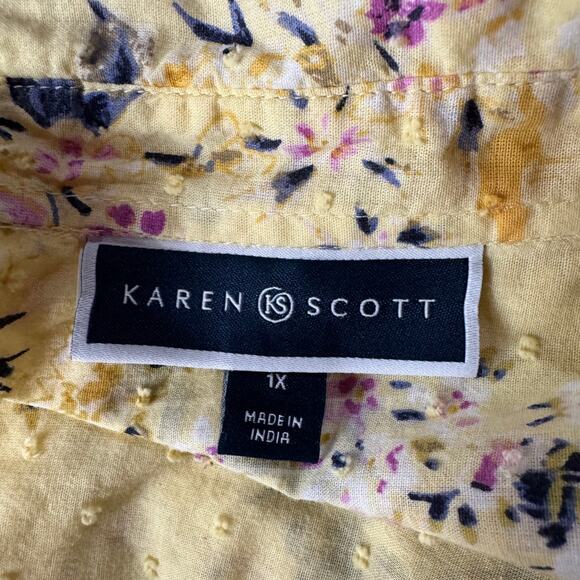 KAREN KS SCOTT
1X
MADE IN
INDIA